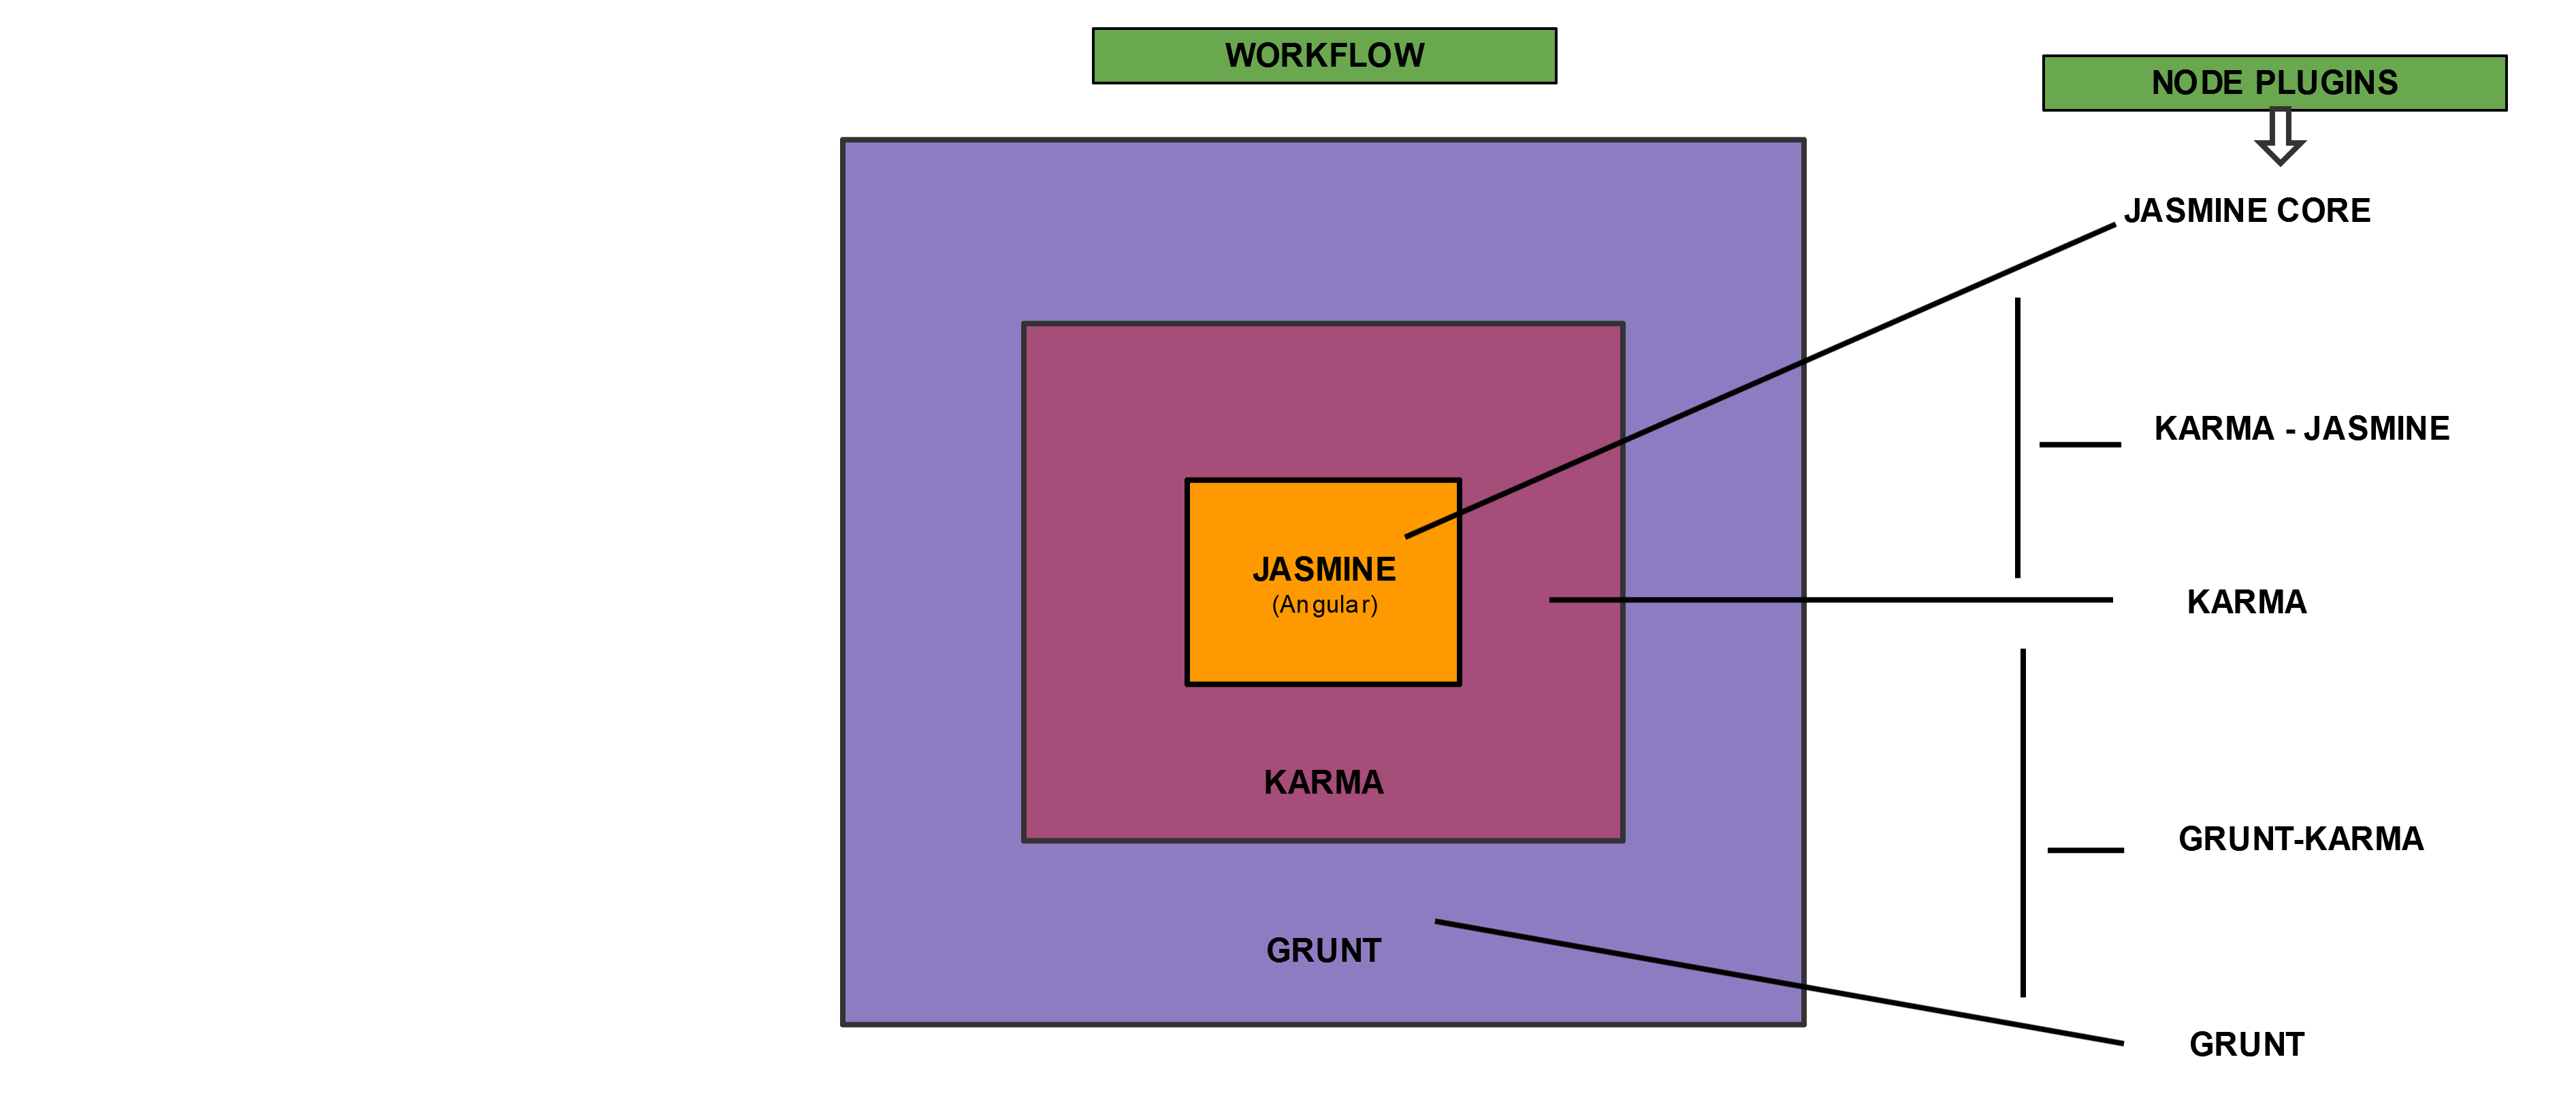 WORKFLOW
NODE PLUGINS
JASMINE CORE
KARMA - JASMINE
JASMINE
(Angular)
KARMA
KARMA
GRUNT-KARMA
GRUNT
GRUNT